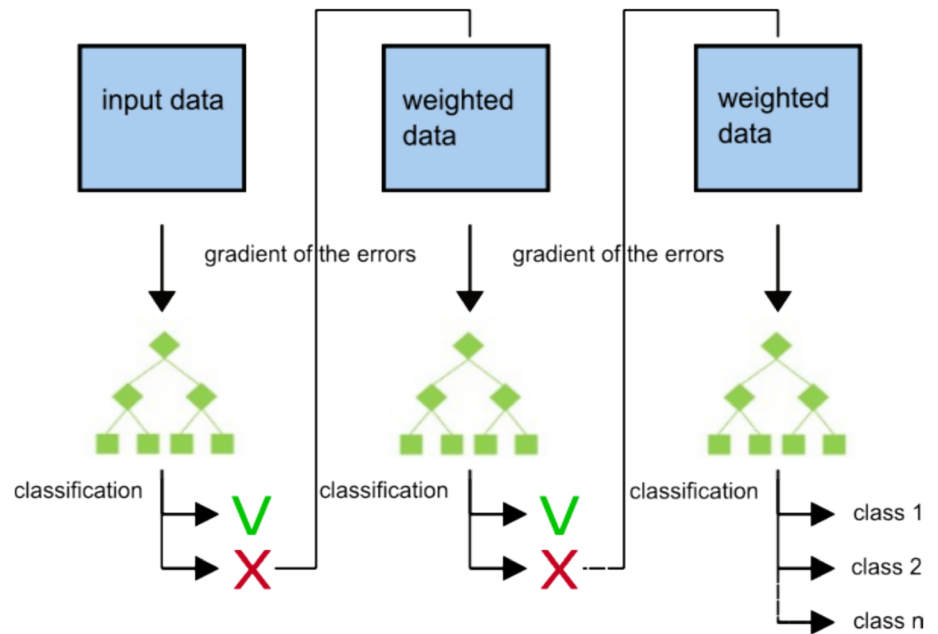 input data
weighted
data
weighted
data
gradient of the errors
gradient of the errors
classification
V
X
classification
V
X
classification
class 1
class 2
class n